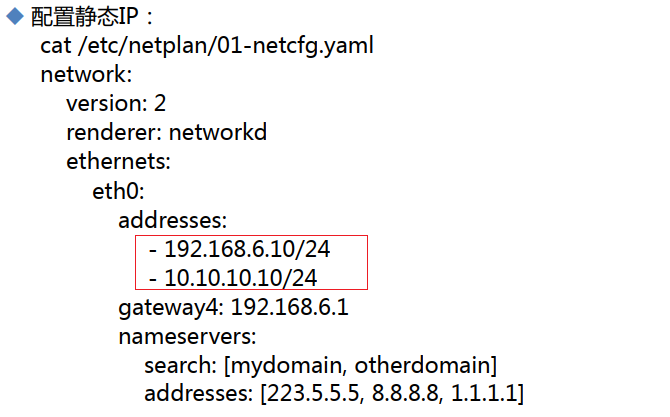 配置静态IP：
cat /etc/netplan/01-netcfg.yaml
network:
version: 2
renderer: networkd
ethernets:
eth0:
addresses:
- 192.168.6.10/24
- 10.10.10.10/24
gateway4: 192.168.6.1
nameservers:
search: [mydomain, otherdomain]
addresses: [223.5.5.5, 8.8.8.8, 1.1.1.1]